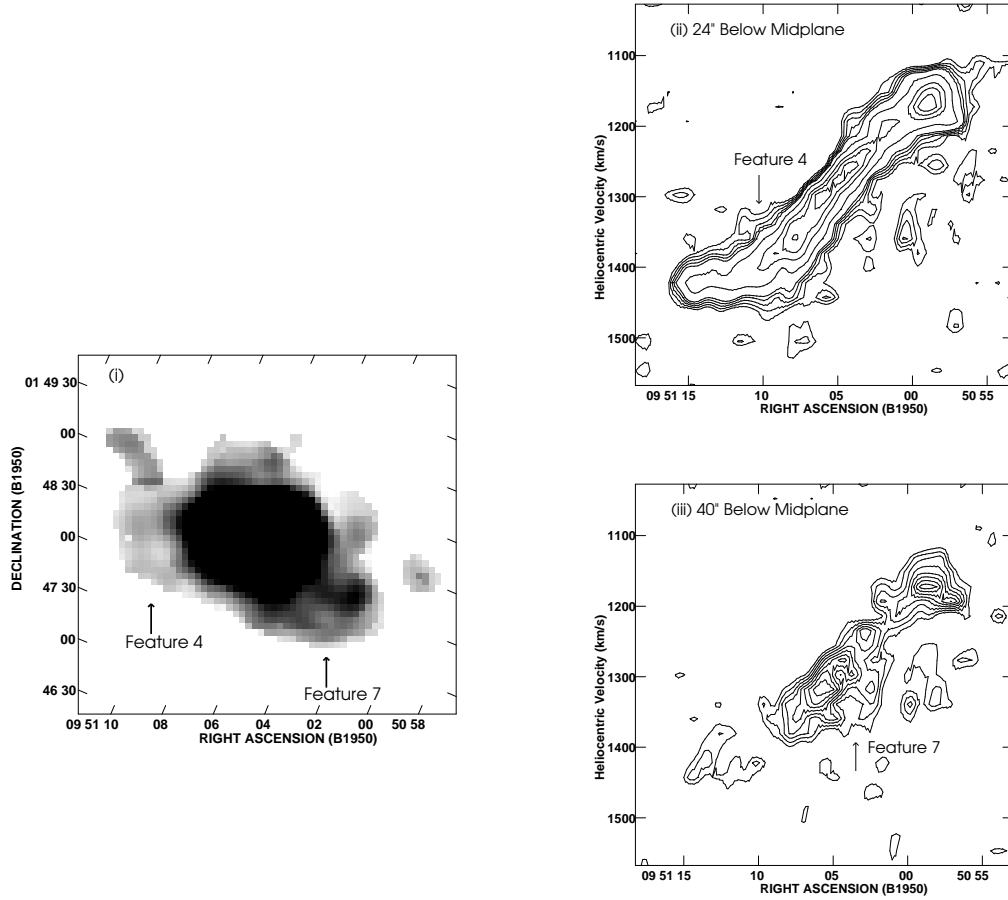 (i)
01 49 30
00
48 30
00
47 30
00
46 30
DECLINATION (B1950)
Feature 4
Feature 7
09 51 10 08 06 04 02 00 50 58
RIGHT ASCENSION (B1950)
(ii) 24" Below Midplane
1100
1200
1300
1400
1500
Heliocentric Velocity (km/s)
Feature 4
09 51 15 10 05 00 50 55
RIGHT ASCENSION (B1950)
(iii) 40" Below Midplane
1100
1200
1300
1400
1500
Heliocentric Velocity (km/s)
Feature 7
09 51 15 10 05 00 50 55
RIGHT ASCENSION (B1950)